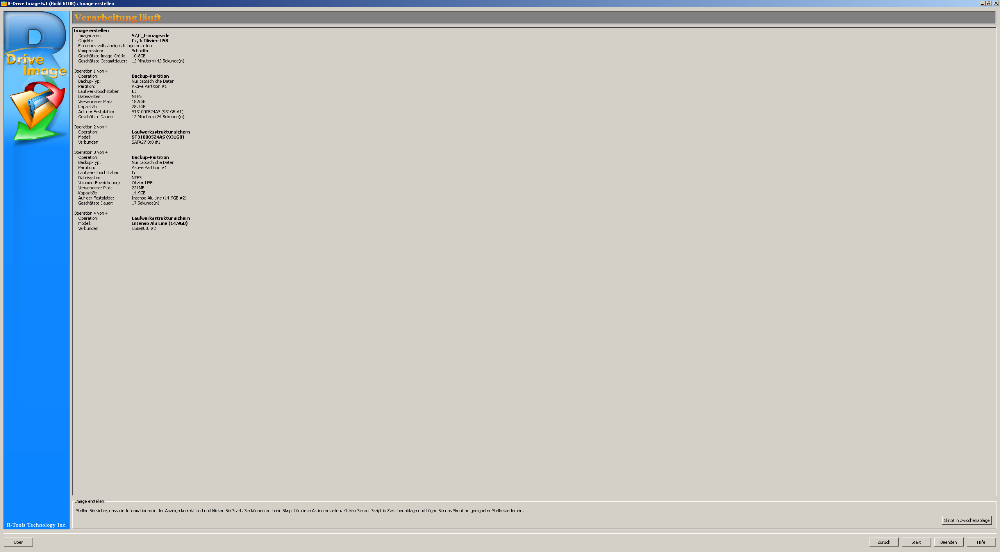 R-Drive Image 6.1 (Build 6108) : Image erstellen
R
Drive
Image
Verarbeitung läuft
Image erstellen
Imagedatei: S:\C_I-image.rdr
Objekte: C: , I: Olivier-USB
Ein neues vollständiges Image erstellen
Kompression: Schneller
Geschätzte Image-Größe: 10.8GB
Geschätzte Gesamtdauer: 12 Minute(n) 42 Sekunde(n)
Operation 1 von 4
Operation: Backup-Partition
Backup-Typ: Nur tatsächliche Daten
Partition: Aktive Partition #1
Laufwerksbuchstaben: C:
Dateisystem: NTFS
Verwendeter Platz: 15.9GB
Kapazität: 78.1GB
Auf der Festplatte: ST31000524AS (931GB #1)
Geschätzte Dauer: 12 Minute(n) 24 Sekunde(n)
Operation 2 von 4
Operation: Laufwerksstruktur sichern
Modell: ST31000524AS (931GB)
Verbunden: SATA2@0:0 #1
Operation 3 von 4
Operation: Backup-Partition
Backup-Typ: Nur tatsächliche Daten
Partition: Aktive Partition #1
Laufwerksbuchstaben: I:
Dateisystem: NTFS
Volumen-Bezeichnung: Olivier-USB
Verwendeter Platz: 221MB
Kapazität: 14.9GB
Auf der Festplatte: Intenso Alu Line (14.9GB #2)
Geschätzte Dauer: 17 Sekunde(n)
Operation 4 von 4
Operation: Laufwerksstruktur sichern
Modell: Intenso Alu Line (14.9GB)
Verbunden: USB@0:0 #2
Image erstellen
Stellen Sie sicher, dass die Informationen in der Anzeige korrekt sind und klicken Sie Start. Sie können auch ein Skript für diese Aktion erstellen. Klicken Sie auf Skript in Zwischenablage und fügen Sie das Skript an geeigneter Stelle wieder ein.
Skript in Zwischenablage
R-Tools Technology Inc.
Über Zurück Start Beenden Hilfe